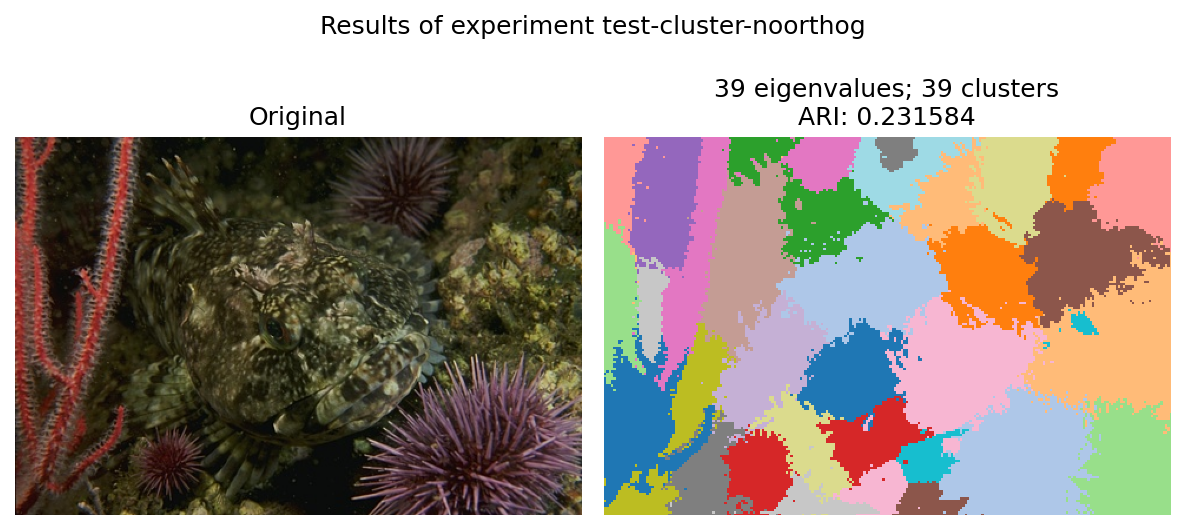 Results of experiment test-cluster-noorthog
Original
39 eigenvalues; 39 clusters
ARI: 0.231584